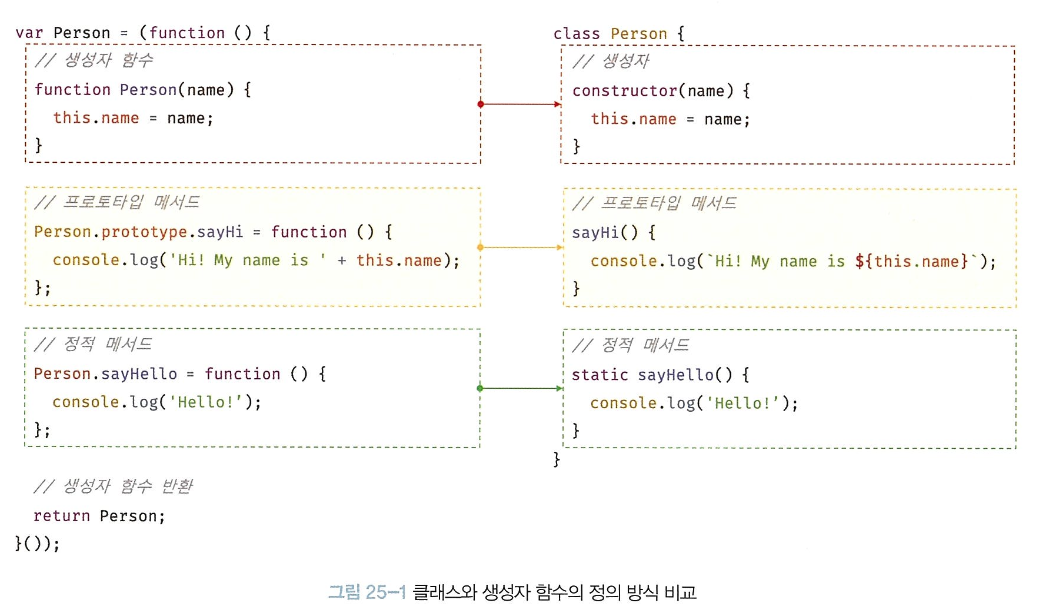 var Person = (function () {
// 생성자 함수
function Person(name) {
this.name = name;
}
// 프로토타입 메서드
Person.prototype.sayHi = function () {
console.log('Hi! My name is ' + this.name);
};
// 정적 메서드
Person.sayHello = function () {
console.log('Hello!');
};
// 생성자 함수 반환
return Person;
}());
class Person {
// 생성자
constructor(name) {
this.name = name;
}
// 프로토타입 메서드
sayHi() {
console.log(`Hi! My name is ${this.name}`);
}
// 정적 메서드
static sayHello() {
console.log('Hello!');
}
}
그림 25-1 클래스와 생성자 함수의 정의 방식 비교